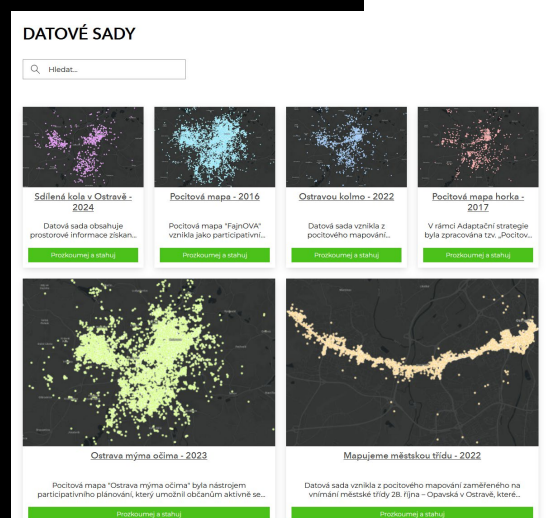 DATOVÉ SADY
Hledat...
Sdílená kola v Ostravě -
2024
Datová sada obsahuje
prostorové informace získan...
Prozkoumej a stahuj
Pocitová mapa - 2016
Pocitová mapa "FajnOVA"
vznikla jako participativní...
Prozkoumej a stahuj
Ostravou kolmo - 2022
Datová sada vznikla z
pocitového mapování...
Prozkoumej a stahuj
Pocitová mapa horka -
2017
V rámci Adaptační strategie
byla zpracována tzv. „Pocitov...
Prozkoumej a stahuj
Ostrava mýma očima - 2023
Pocitová mapa "Ostrava mýma očima" byla nástrojem
participativního plánování, který umožnil občanům aktivně se...
Prozkoumej a stahuj
Mapujeme městskou třídu - 2022
Datová sada vznikla z pocitového mapování zaměřeného na
vnímání městské třídy 28. října – Opavská v Ostravě, které...
Prozkoumej a stahuj